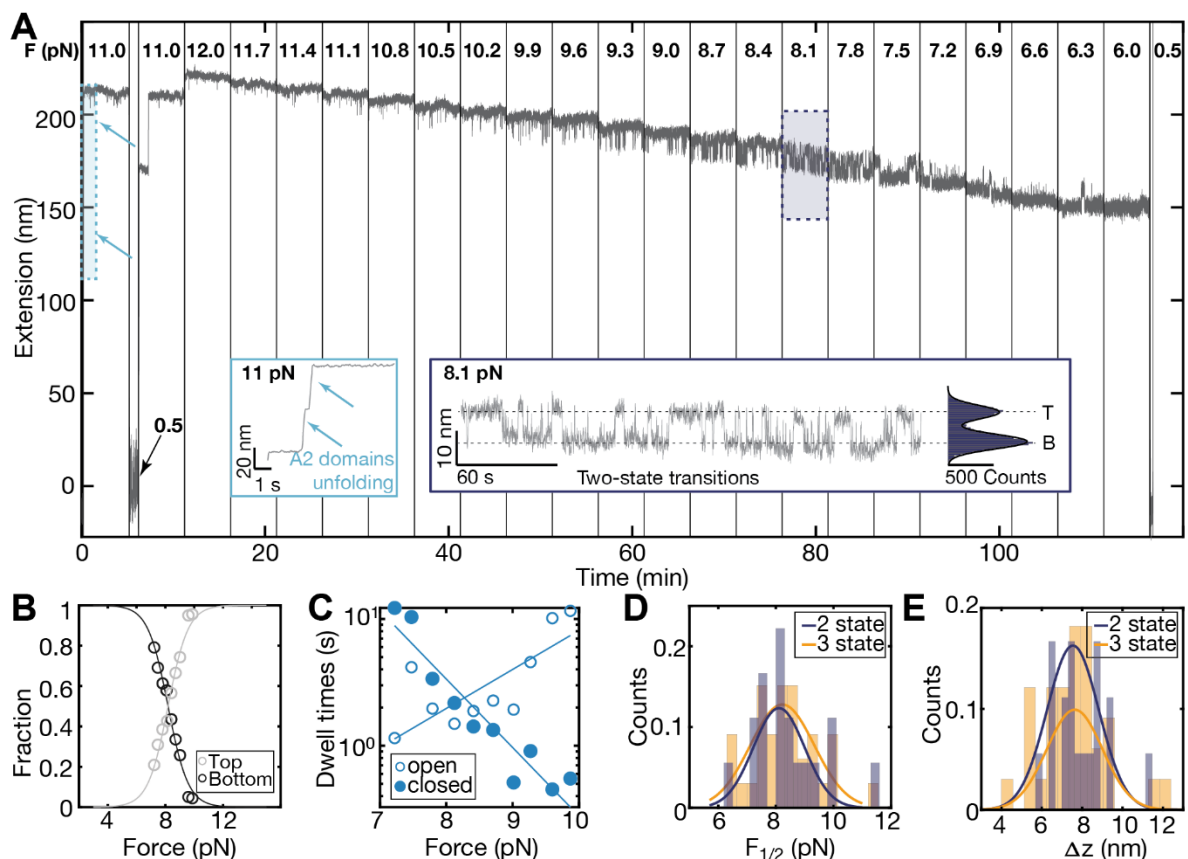 A
F (pN) 11.0 11.0 12.0 11.7 11.4 11.1 10.8 10.5 10.2 9.9 9.6 9.3 9.0 8.7 8.4 8.1 7.8 7.5 7.2 6.9 6.6 6.3 6.0 0.5
Extension (nm)
200
150
100
50
0
0.5
11 pN
20 nm
1 s
A2 domains
unfolding
8.1 pN
10 nm
60 s
Two-state transitions
T
B
500 Counts
0 20 40 60 80 100
Time (min)
B
Fraction
1
0.8
0.6
0.4
0.2
0
Top
Bottom
4 8 12
Force (pN)
C
Dwell times (s)
10¹
10⁰
open
closed
7 8 9 10
Force (pN)
D
Counts
0.2
0.1
0
2 state
3 state
6 8 10 12
F1/2 (pN)
E
Counts
0.2
0.1
0
2 state
3 state
4 6 8 10 12
Δz (nm)